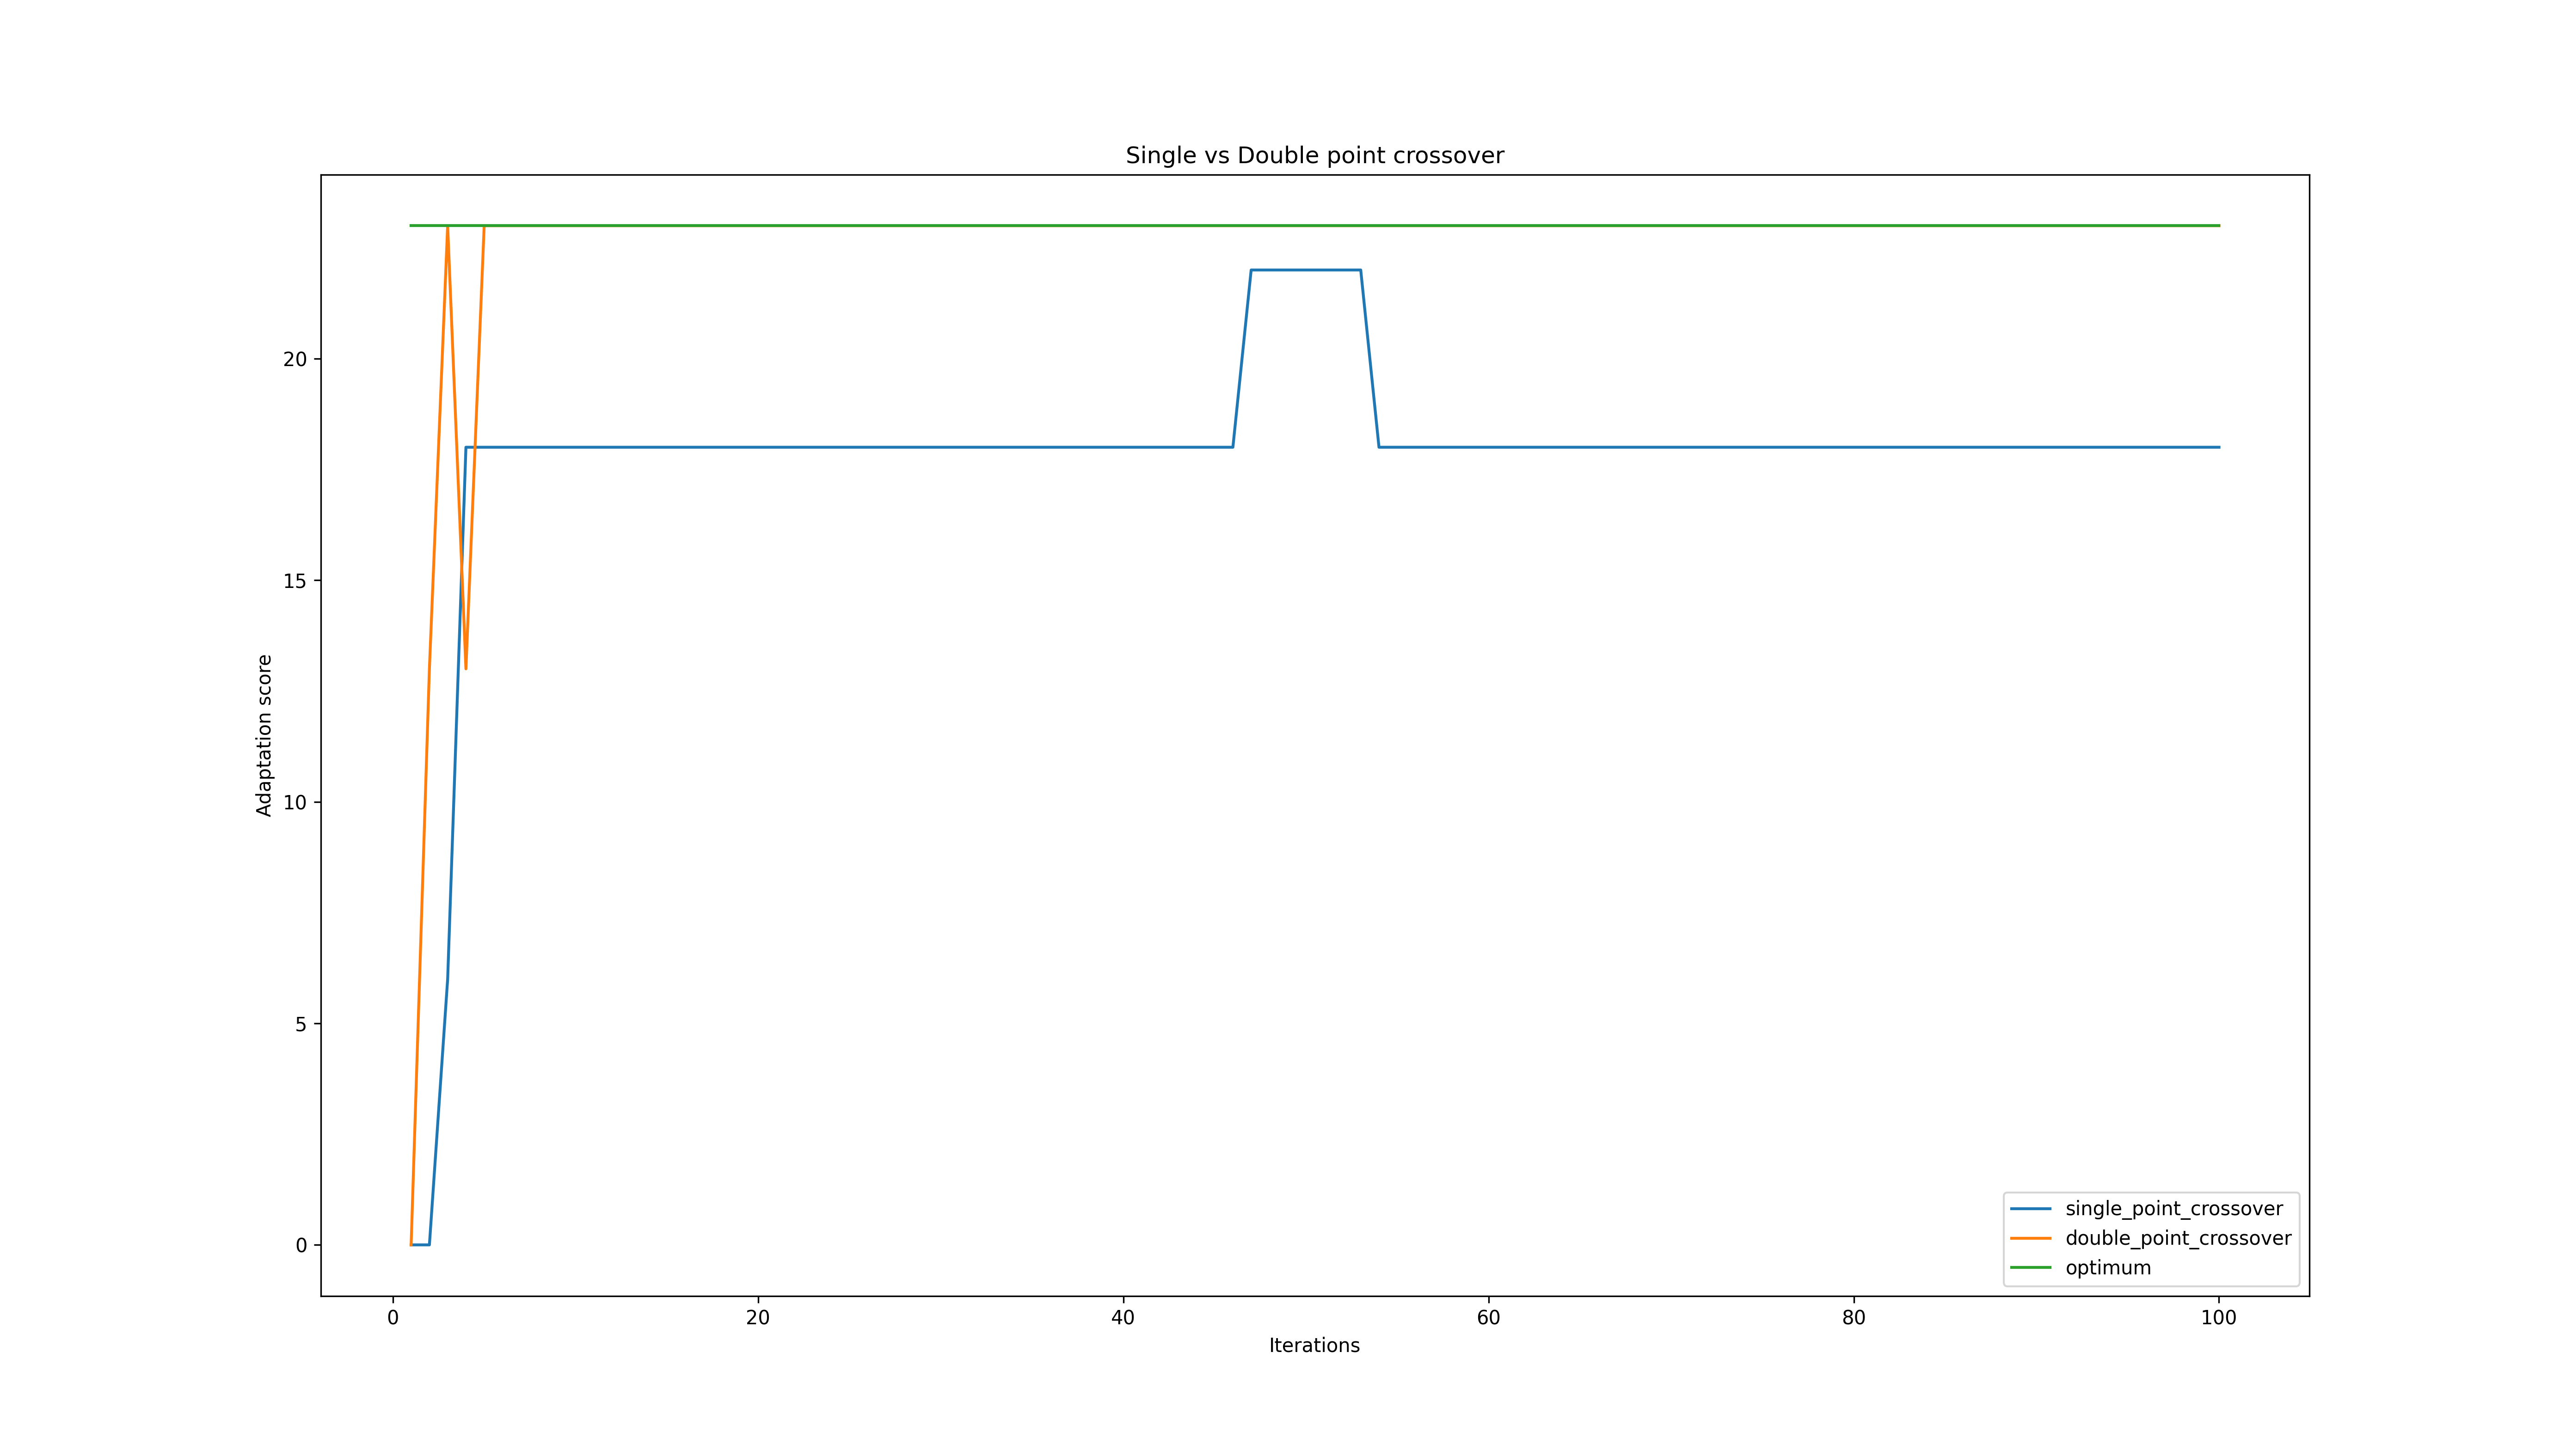 Single vs Double point crossover
Adaptation score
20
15
10
5
0
0 20 40 60 80 100
Iterations
single_point_crossover
double_point_crossover
optimum